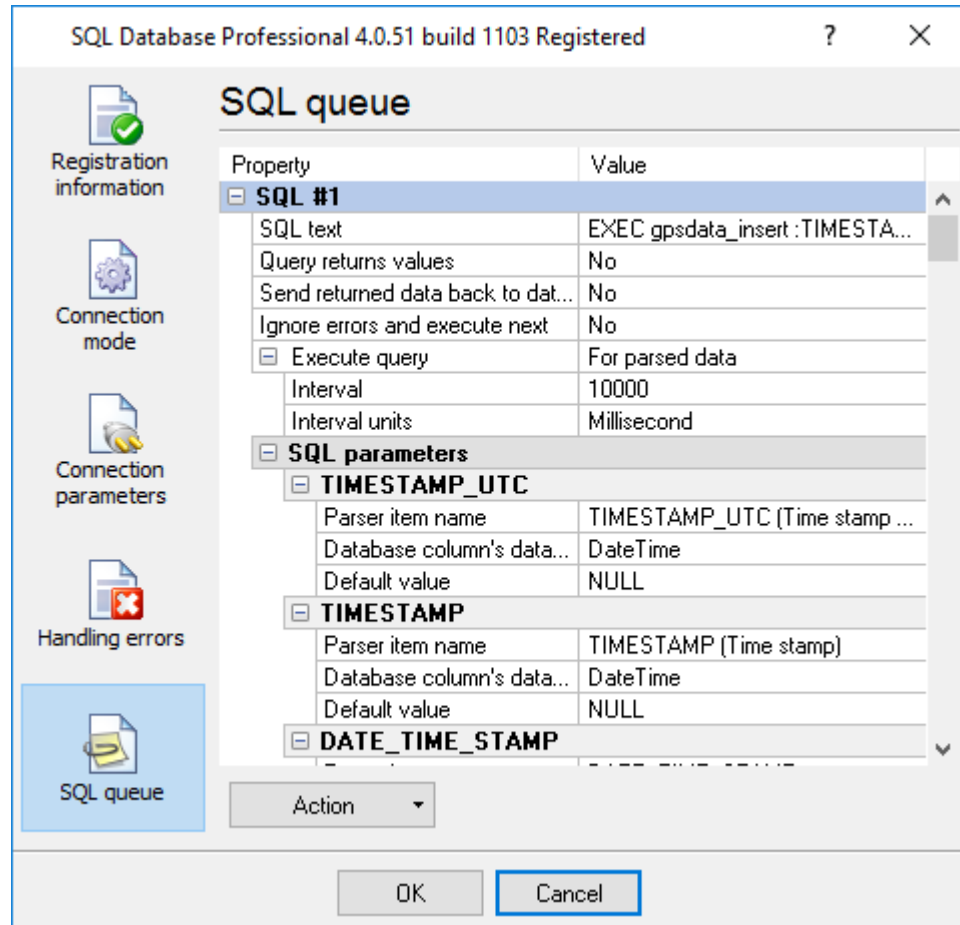 SQL Database Professional 4.0.51 build 1103 Registered ?
SQL queue
Registration
information
Connection
mode
Connection
parameters
Handling errors
SQL queue
Property Value
SQL #1
SQL text EXEC gpsdata_insert :TIMESTA...
Query returns values No
Send returned data back to dat... No
Ignore errors and execute next No
Execute query For parsed data
Interval 10000
Interval units Millisecond
SQL parameters
TIMESTAMP_UTC
Parser item name TIMESTAMP_UTC (Time stamp ...
Database column's data... DateTime
Default value NULL
TIMESTAMP
Parser item name TIMESTAMP (Time stamp)
Database column's data... DateTime
Default value NULL
DATE_TIME_STAMP
Action
OK Cancel